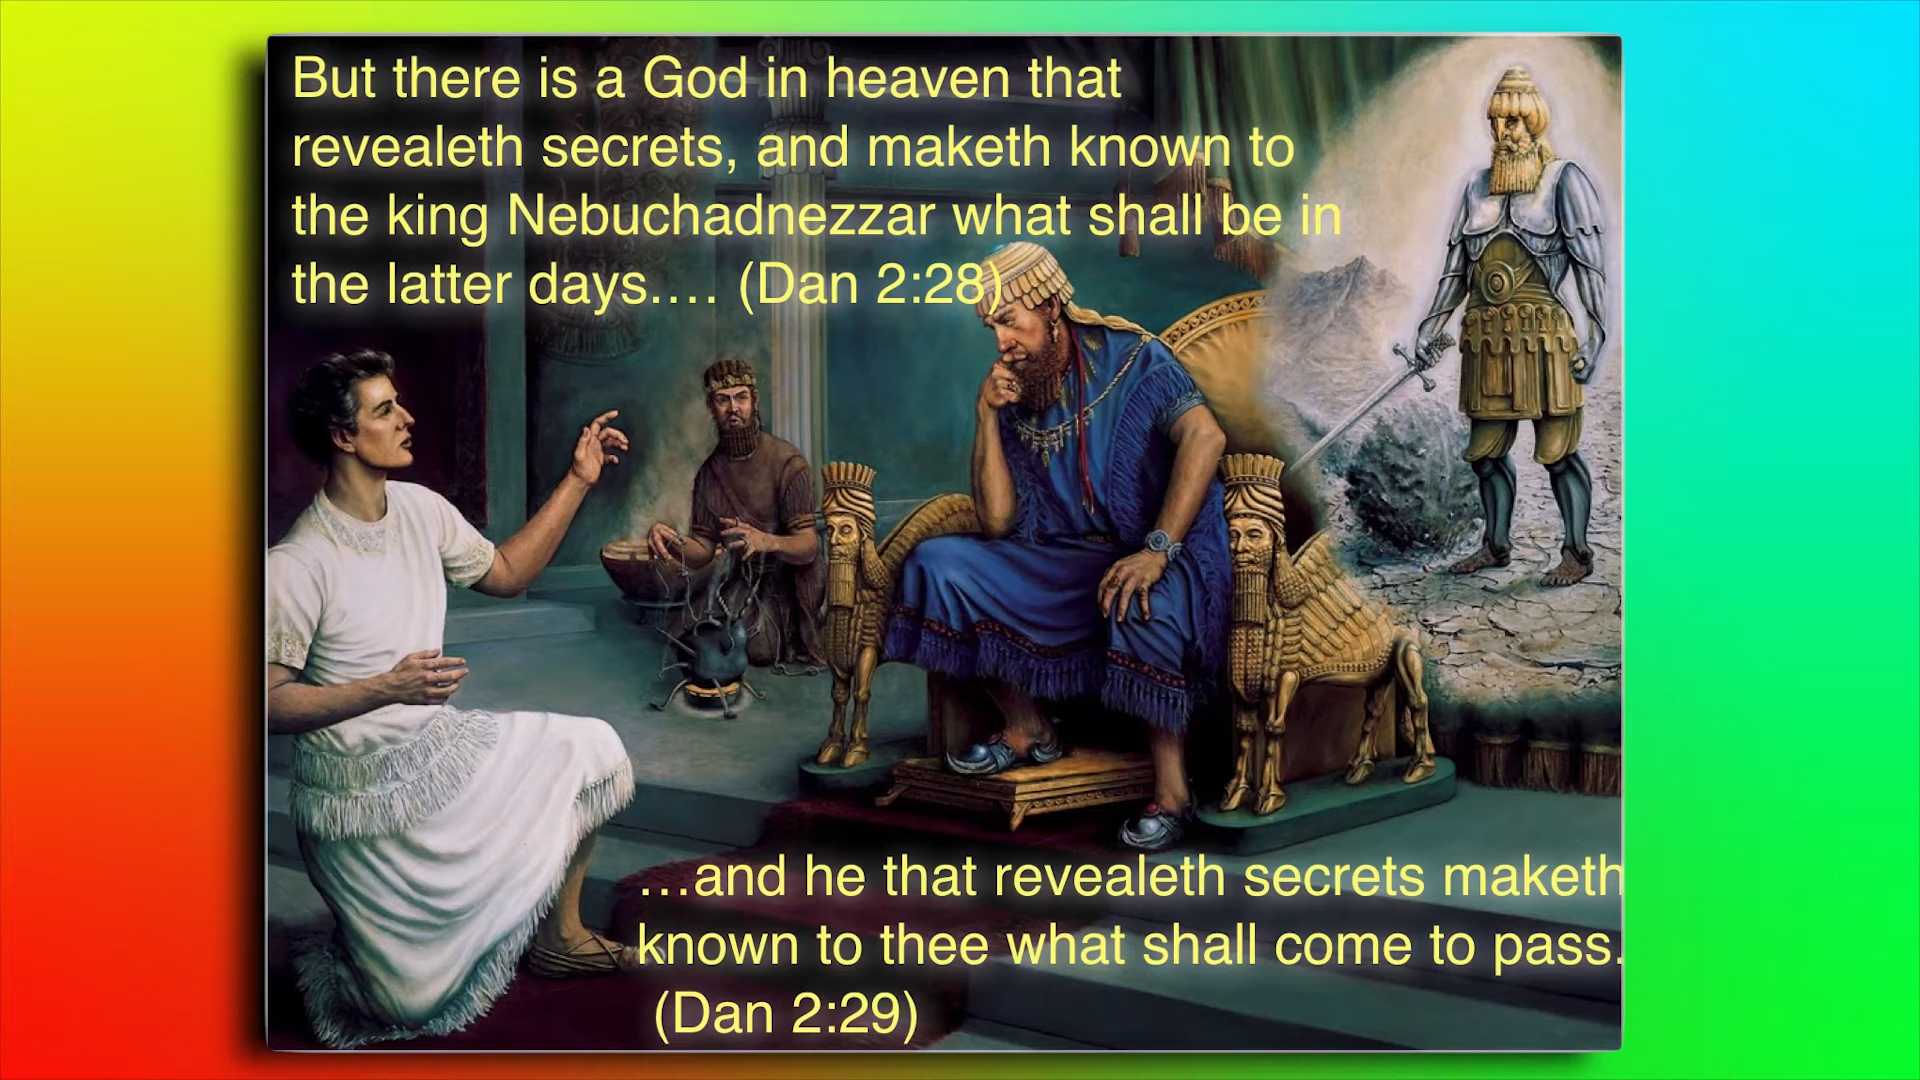 But there is a God in heaven that
revealeth secrets, and maketh known to
the king Nebuchadnezzar what shall be in
the latter days.… (Dan 2:28)
…and he that revealeth secrets maketh
known to thee what shall come to pass.
(Dan 2:29)